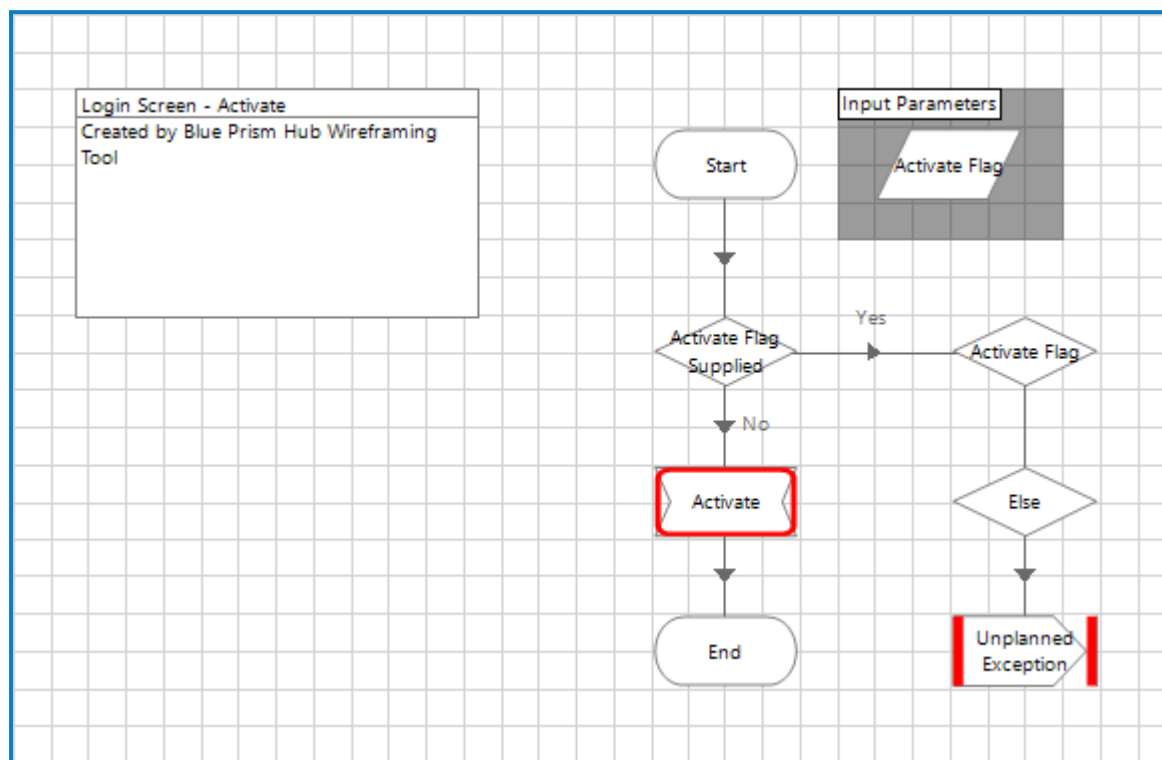 Login Screen - Activate
Created by Blue Prism Hub Wireframing
Tool
Input Parameters
Start
Activate Flag
Yes
Activate Flag
Supplied
Activate Flag
No
Activate
Else
End
Unplanned
Exception